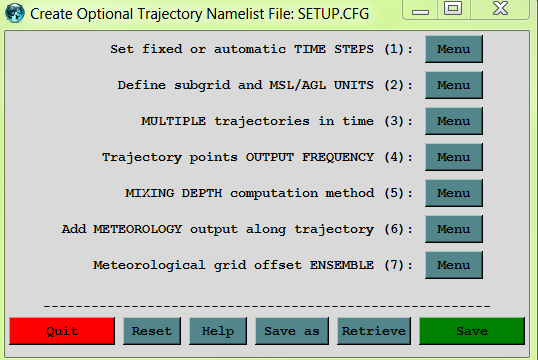 Create Optional Trajectory Namelist File: SETUP.CFG
Set fixed or automatic TIME STEPS (1): Menu
Define subgrid and MSL/AGL UNITS (2): Menu
MULTIPLE trajectories in time (3): Menu
Trajectory points OUTPUT FREQUENCY (4): Menu
MIXING DEPTH computation method (5): Menu
Add METEOROLOGY output along trajectory (6): Menu
Meteorological grid offset ENSEMBLE (7): Menu
Quit Reset Help Save as Retrieve Save